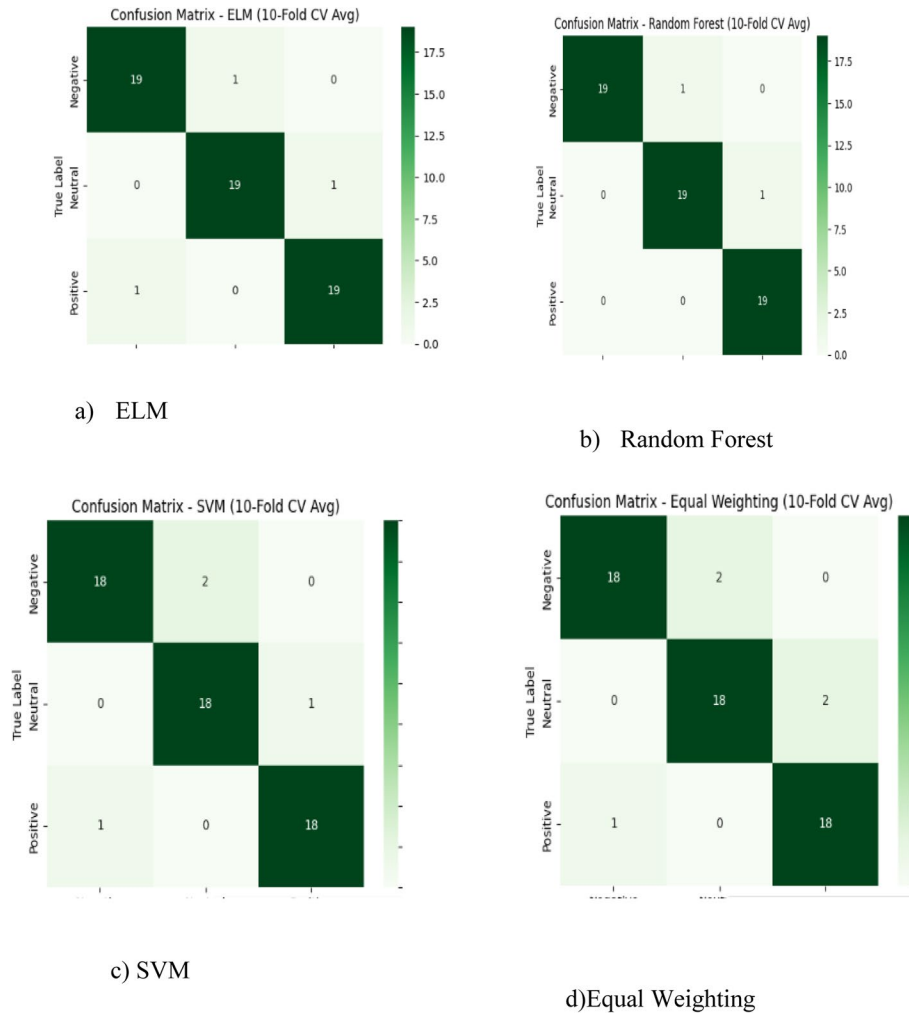 Confusion Matrix - ELM (10-Fold CV Avg)
Negative
19 1 0
17.5
15.0
12.5
True Label
Neutral
0 19 1
10.0
7.5
5.0
Positive
1 0 19
2.5
0.0
a) ELM
Confusion Matrix - Random Forest (10-Fold CV Avg)
Negative
19 1 0
17.5
15.0
12.5
True Label
Neutral
0 19 1
10.0
7.5
5.0
Positive
0 0 19
2.5
0.0
b) Random Forest
Confusion Matrix - SVM (10-Fold CV Avg)
Negative
18 2 0
True Label
Neutral
0 18 1
Positive
1 0 18
c) SVM
Confusion Matrix - Equal Weighting (10-Fold CV Avg)
Negative
18 2 0
True Label
Neutral
0 18 2
Positive
1 0 18
d)Equal Weighting